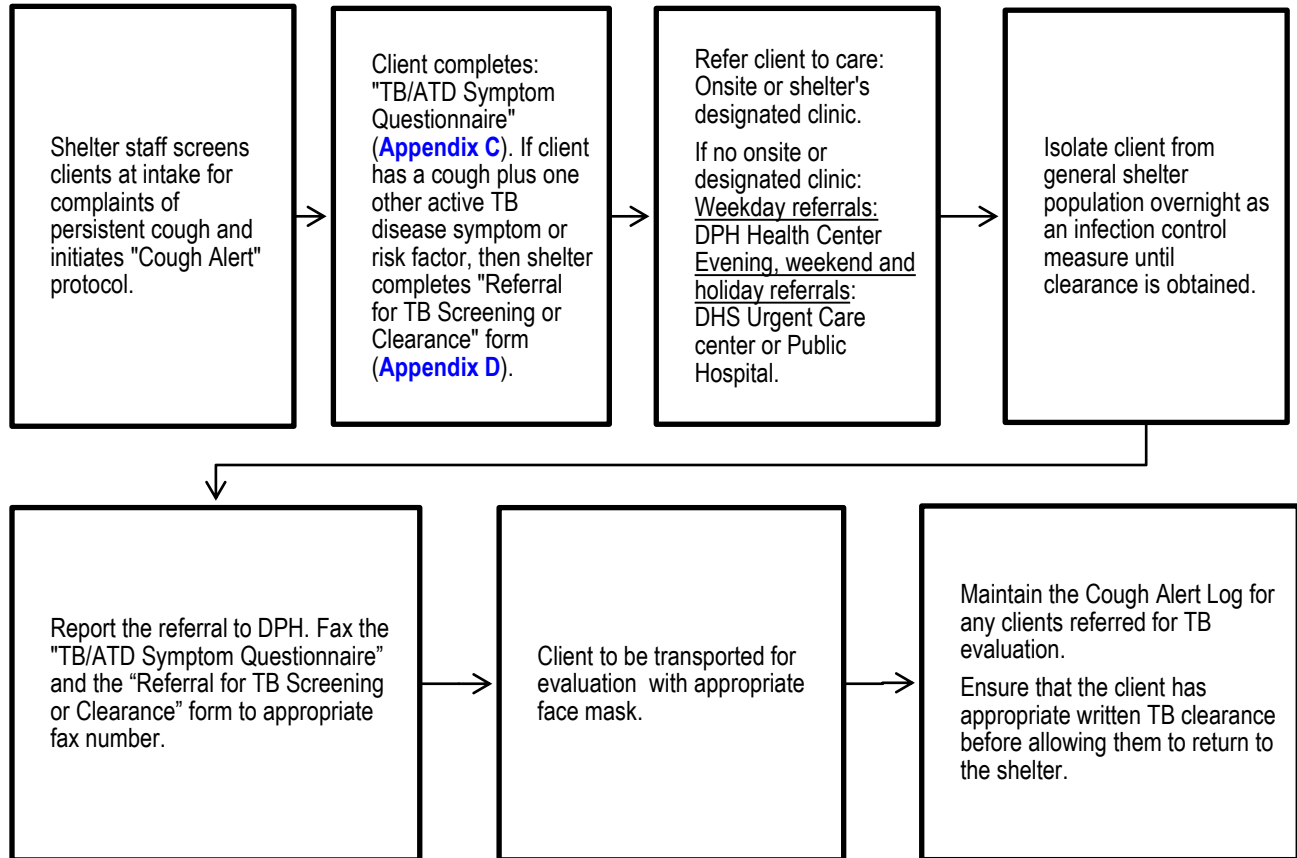 Shelter staff screens
clients at intake for
complaints of
persistent cough and
initiates "Cough Alert"
protocol.
Client completes:
"TB/ATD Symptom
Questionnaire"
(Appendix C). If client
has a cough plus one
other active TB
disease symptom or
risk factor, then shelter
completes "Referral
for TB Screening or
Clearance" form
(Appendix D).
Refer client to care:
Onsite or shelter's
designated clinic.
If no onsite or
designated clinic:
Weekday referrals:
DPH Health Center
Evening, weekend and
holiday referrals:
DHS Urgent Care
center or Public
Hospital.
Isolate client from
general shelter
population overnight as
an infection control
measure until
clearance is obtained.
Report the referral to DPH. Fax the
"TB/ATD Symptom Questionnaire”
and the “Referral for TB Screening
or Clearance” form to appropriate
fax number.
Client to be transported for
evaluation with appropriate
face mask.
Maintain the Cough Alert Log for
any clients referred for TB
evaluation.
Ensure that the client has
appropriate written TB clearance
before allowing them to return to
the shelter.